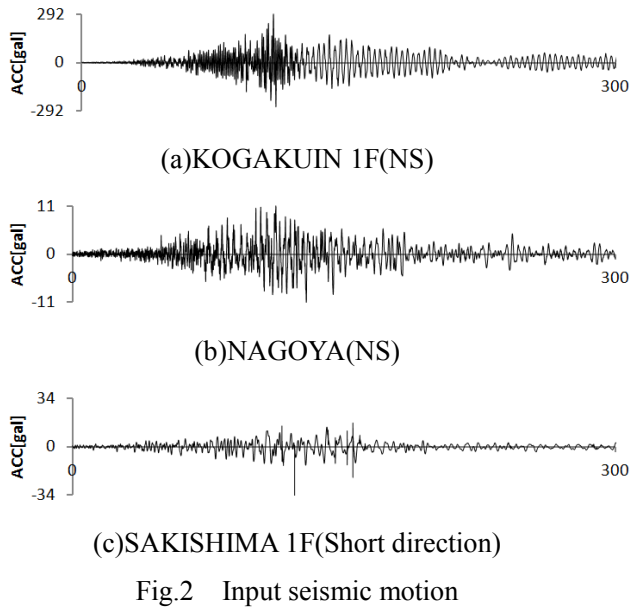 292
ACC[gal]
0
0
300
-292
(a)KOGAKUIN 1F(NS)
11
ACC[gal]
0
0
300
-11
(b)NAGOYA(NS)
34
ACC[gal]
0
0
300
-34
(c)SAKISHIMA 1F(Short direction)
Fig.2 Input seismic motion